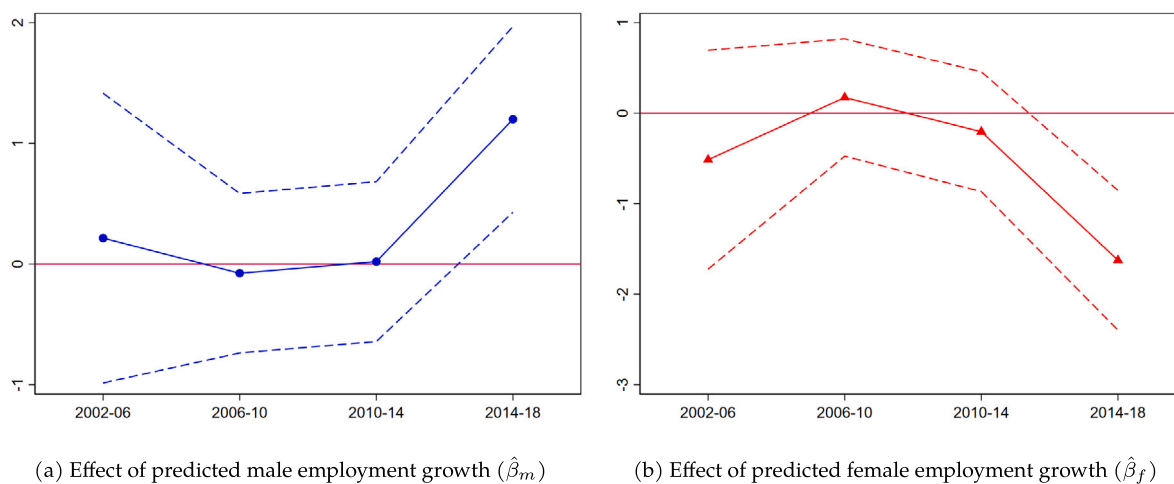 2
1
0
-1
2002-06 2006-10 2010-14 2014-18
(a) Effect of predicted male employment growth (β̂ₘ)
1
0
-1
-2
-3
2002-06 2006-10 2010-14 2014-18
(b) Effect of predicted female employment growth (β̂_f)